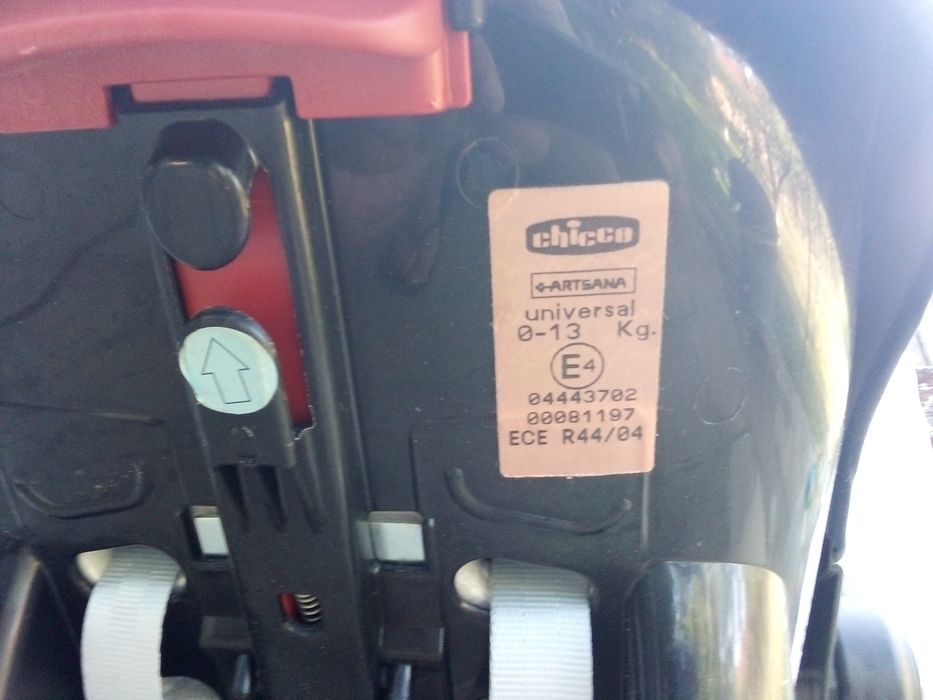 chicco
ARTSANA
universal
0-13 Kg.
E4
04443702
00081197
ECE R44/04